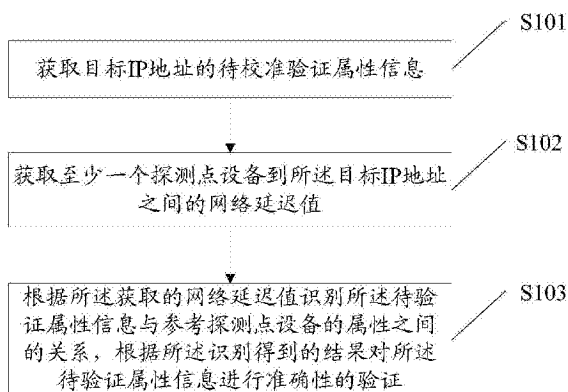 S101
获取目标IP地址的待校准验证属性信息
S102
获取至少一个探测点设备到所述目标IP地址
之间的网络延迟值
S103
根据所述获取的网络延迟值识别所述待验
证属性信息与参考探测点设备的属性之间
的关系，根据所述识别得到的结果对所述
待验证属性信息进行准确性的验证